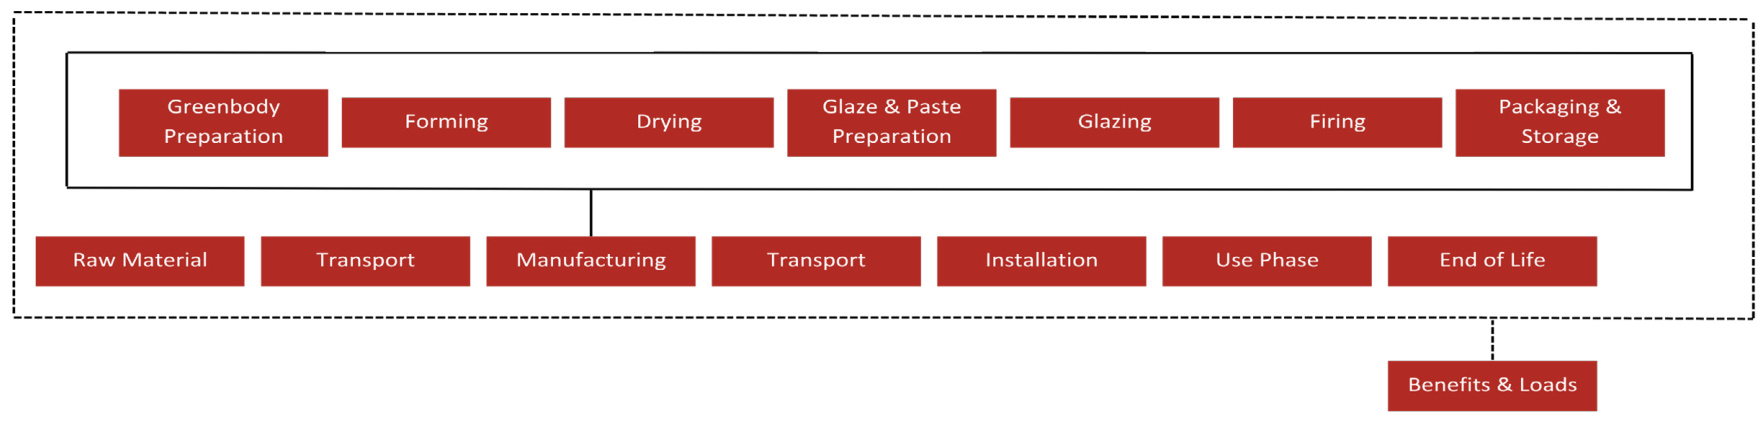 Greenbody
Preparation
Forming
Drying
Glaze & Paste
Preparation
Glazing
Firing
Packaging &
Storage
Raw Material
Transport
Manufacturing
Transport
Installation
Use Phase
End of Life
Benefits & Loads